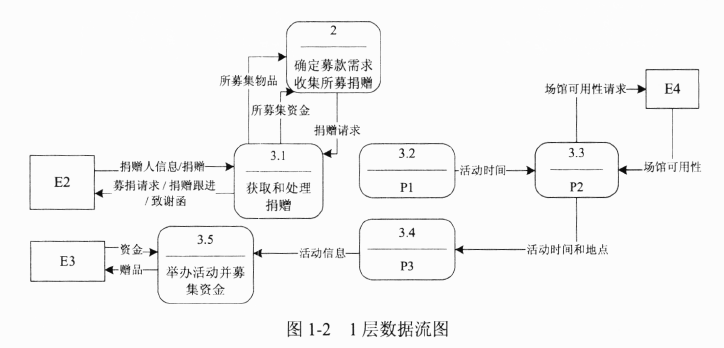 2
确定募款需求
收集所募捐赠
所募集物品
所募集资金
捐赠请求
场馆可用性请求
E4
场馆可用性
E2
捐赠人信息/捐赠
募捐请求 / 捐赠跟进
/致谢函
3.1
获取和处理
捐赠
3.2
P1
活动时间
3.3
P2
活动时间和地点
3.4
P3
活动信息
3.5
举办活动并募
集资金
E3
资金
赠品
图 1-2 1 层数据流图